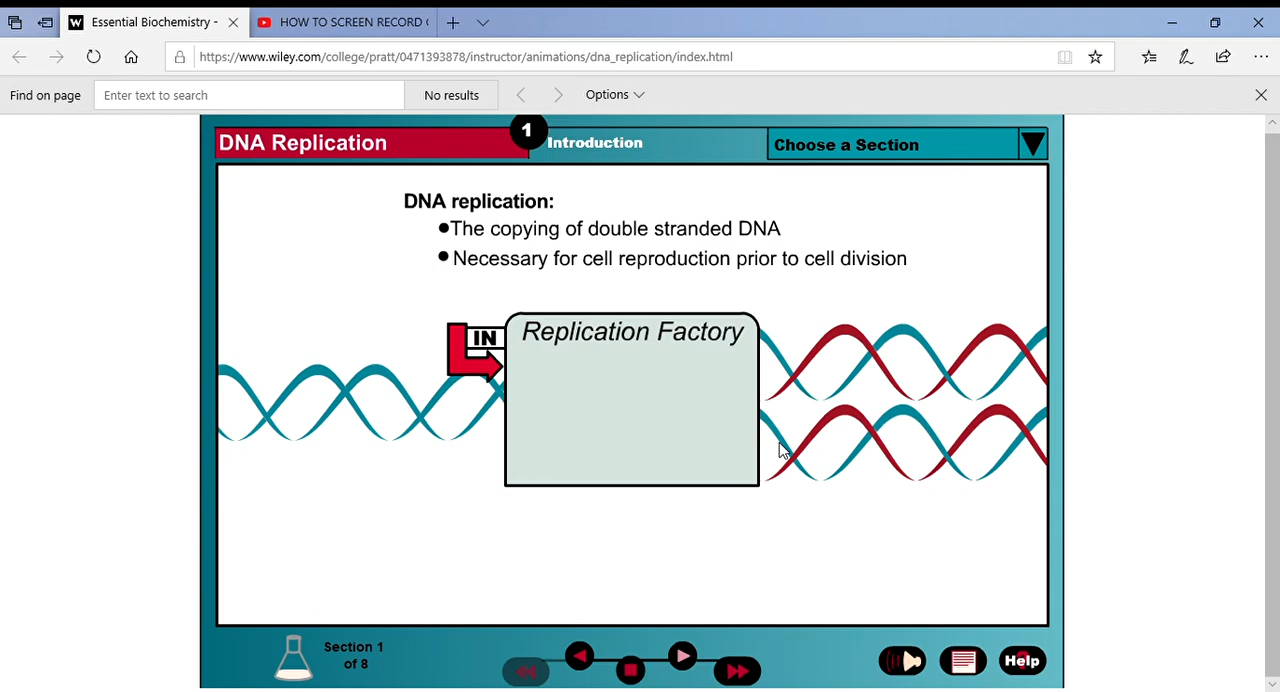 Essential Biochemistry -
HOW TO SCREEN RECORD
https://www.wiley.com/college/pratt/0471393878/instructor/animations/dna_replication/index.html
Find on page
Enter text to search
No results
Options
DNA Replication
1
Introduction
Choose a Section
DNA replication:
●The copying of double stranded DNA
● Necessary for cell reproduction prior to cell division
IN
Replication Factory
Section 1
of 8
Help